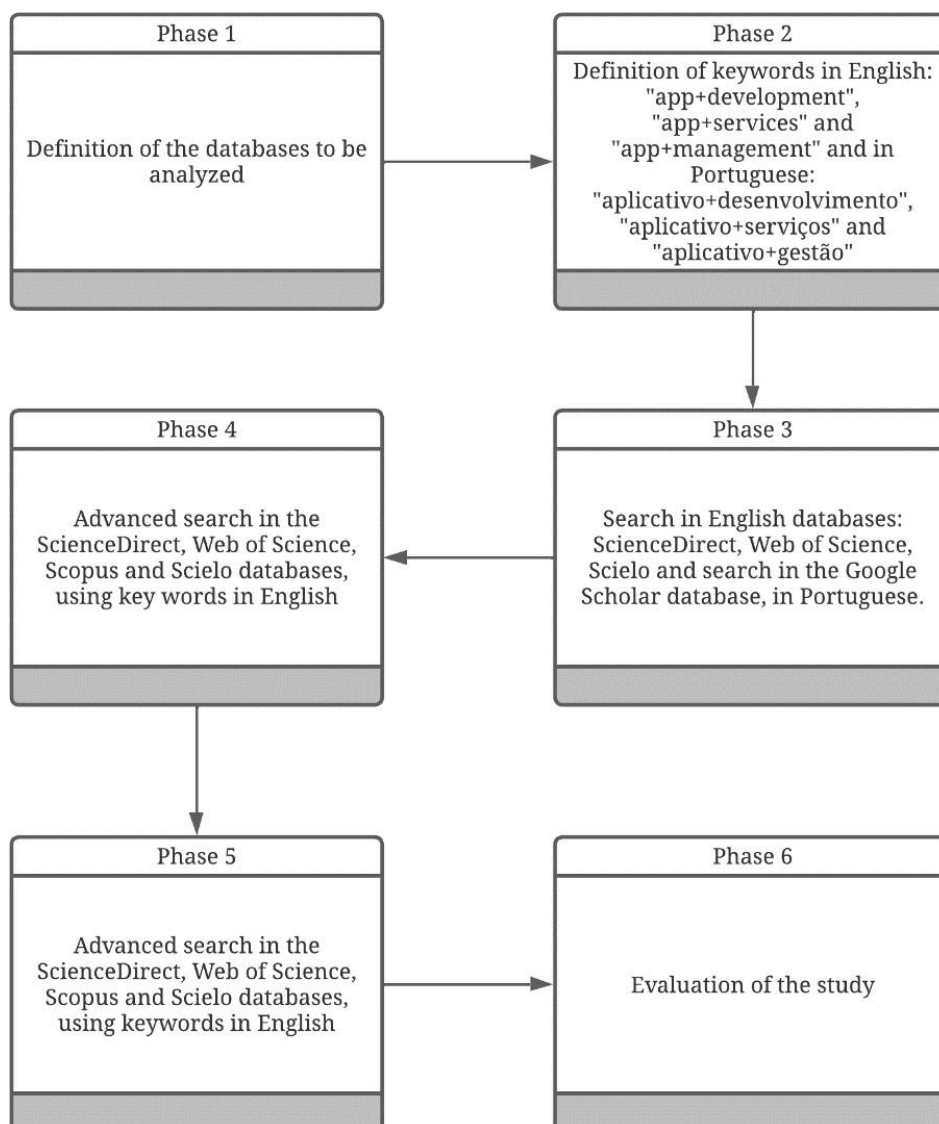 Phase 1
Definition of the databases to be
analyzed
Phase 2
Definition of keywords in English:
"app+development",
"app+services" and
"app+management" and in
Portuguese:
"aplicativo+desenvolvimento",
"aplicativo+serviços" and
"aplicativo+gestão"
Phase 3
Search in English databases:
ScienceDirect, Web of Science,
Scielo and search in the Google
Scholar database, in Portuguese.
Phase 4
Advanced search in the
ScienceDirect, Web of Science,
Scopus and Scielo databases,
using key words in English
Phase 5
Advanced search in the
ScienceDirect, Web of Science,
Scopus and Scielo databases,
using keywords in English
Phase 6
Evaluation of the study